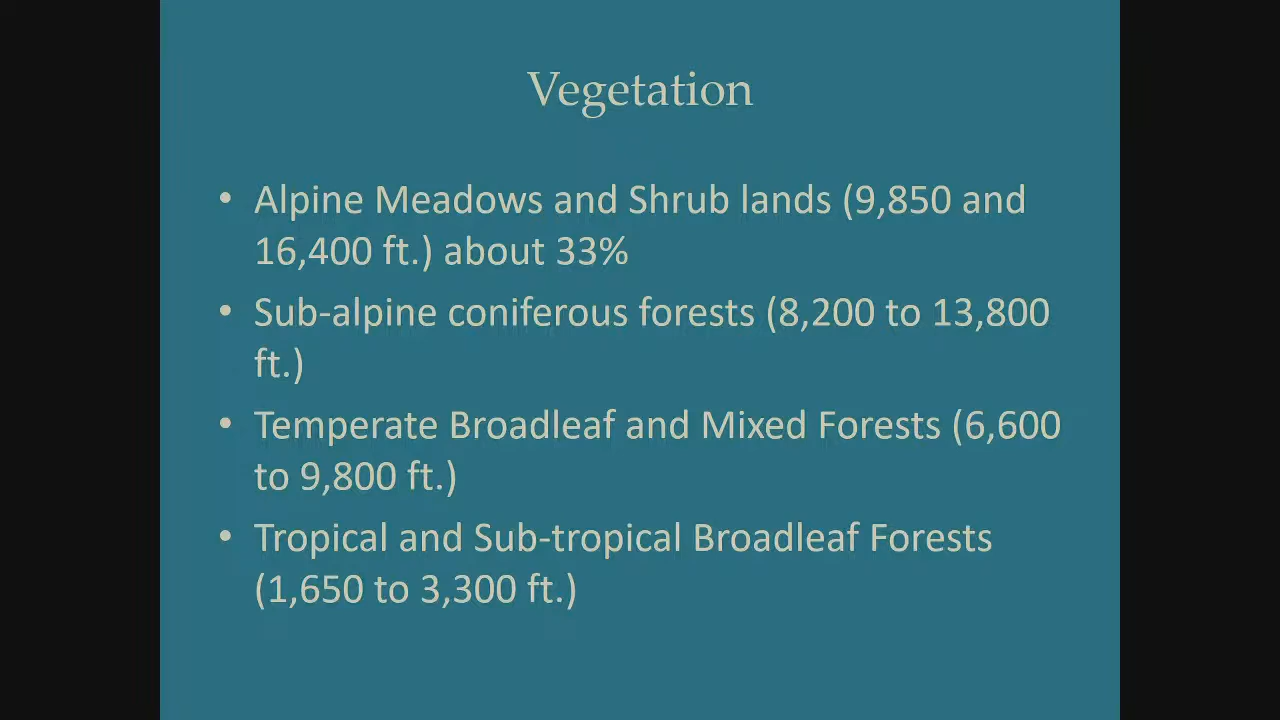 Vegetation
• Alpine Meadows and Shrub lands (9,850 and
16,400 ft.) about 33%
• Sub-alpine coniferous forests (8,200 to 13,800
ft.)
• Temperate Broadleaf and Mixed Forests (6,600
to 9,800 ft.)
• Tropical and Sub-tropical Broadleaf Forests
(1,650 to 3,300 ft.)